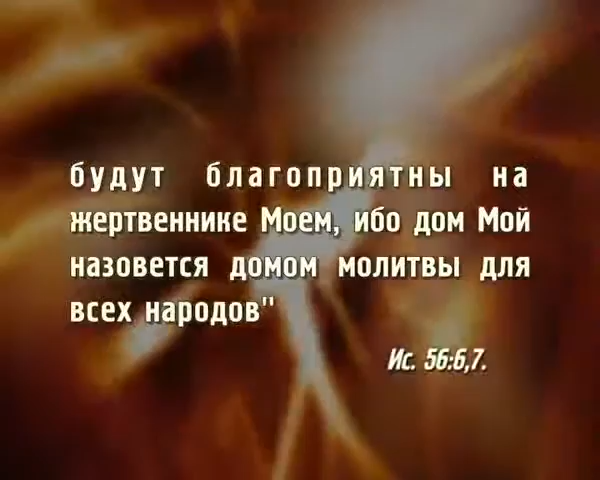 будут благоприятны на
жертвеннике Моем, ибо дом Мой
назовется домом молитвы для
всех народов"
Ис. 56:6,7.